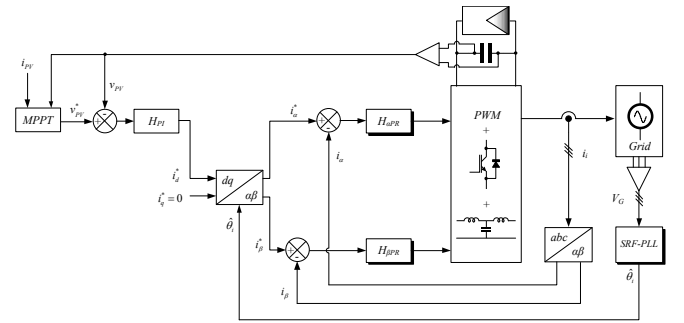 i_PV
v_PV
MPPT
v*_PV
-
+
H_PI
i*_d
i*_q = 0
dq
αβ
θ̂_i
i*_α
+
-
i_α
H_αPR
i*_β
+
-
i_β
H_βPR
PWM
+
+
i_i
abc
αβ
Grid
V_G
SRF-PLL
θ̂_i